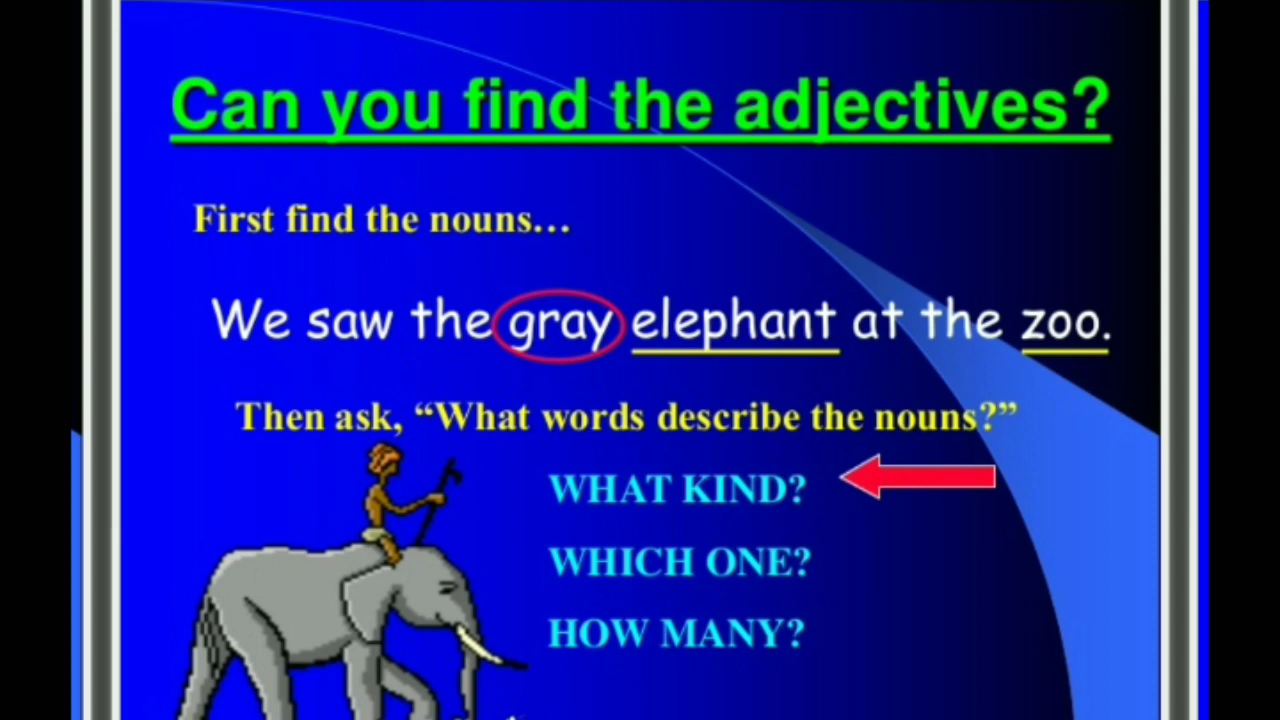 Can you find the adjectives?
First find the nouns…
We saw the gray elephant at the zoo.
Then ask, “What words describe the nouns?”
WHAT KIND?
WHICH ONE?
HOW MANY?